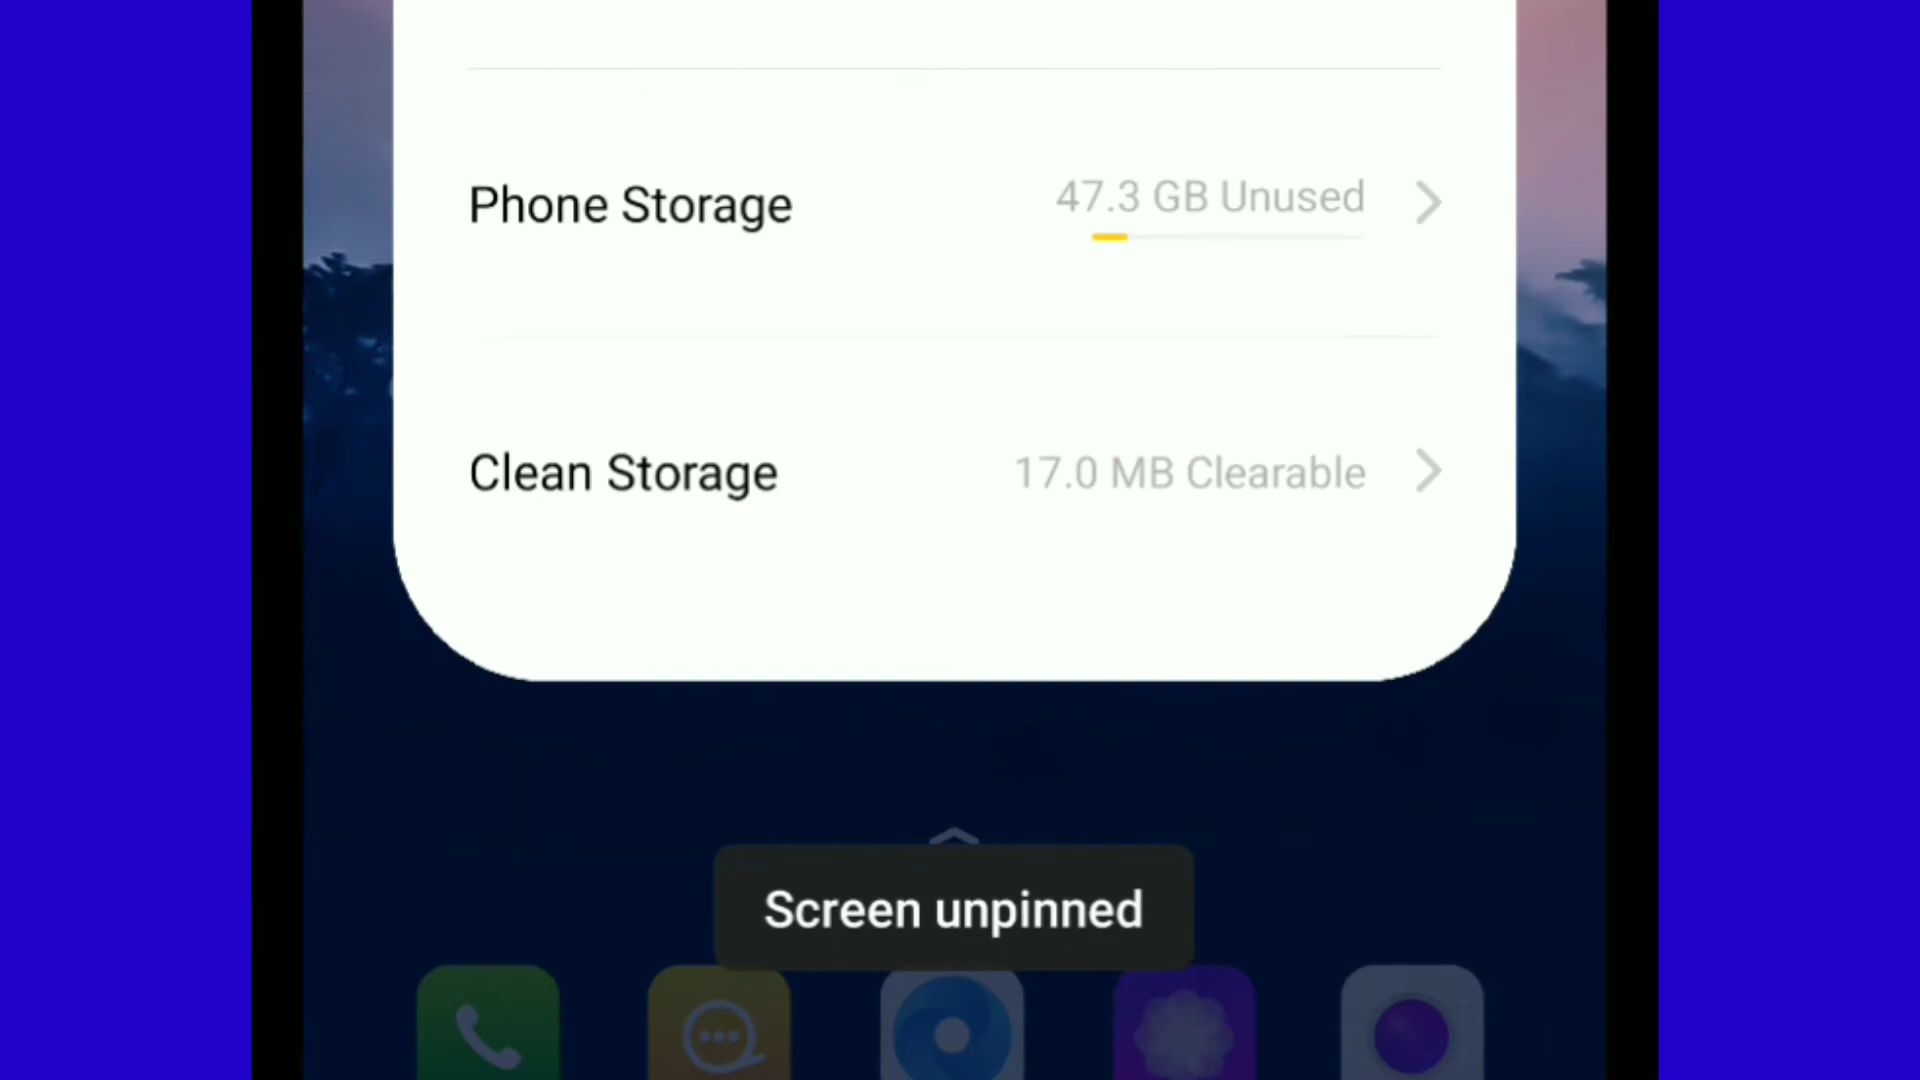 Phone Storage
47.3 GB Unused
Clean Storage
17.0 MB Clearable
Screen unpinned